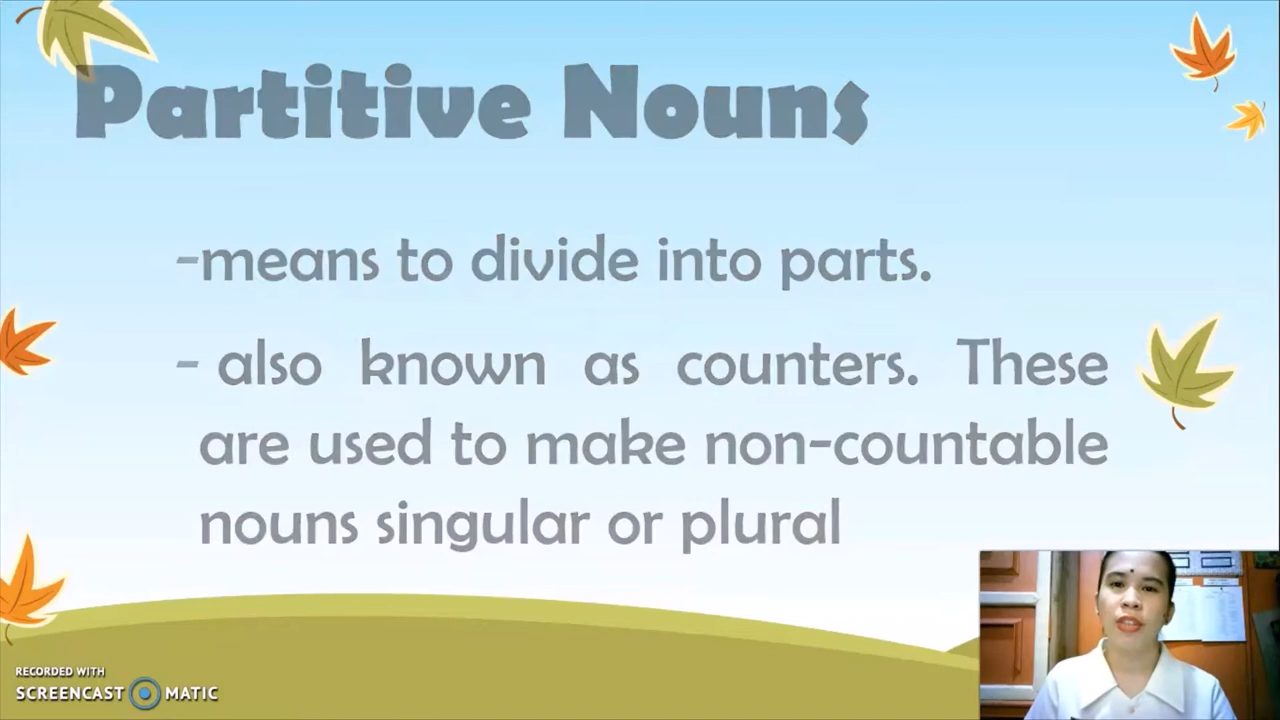 Partitive Nouns
-means to divide into parts.
- also known as counters. These
are used to make non-countable
nouns singular or plural
RECORDED WITH
SCREENCAST MATIC